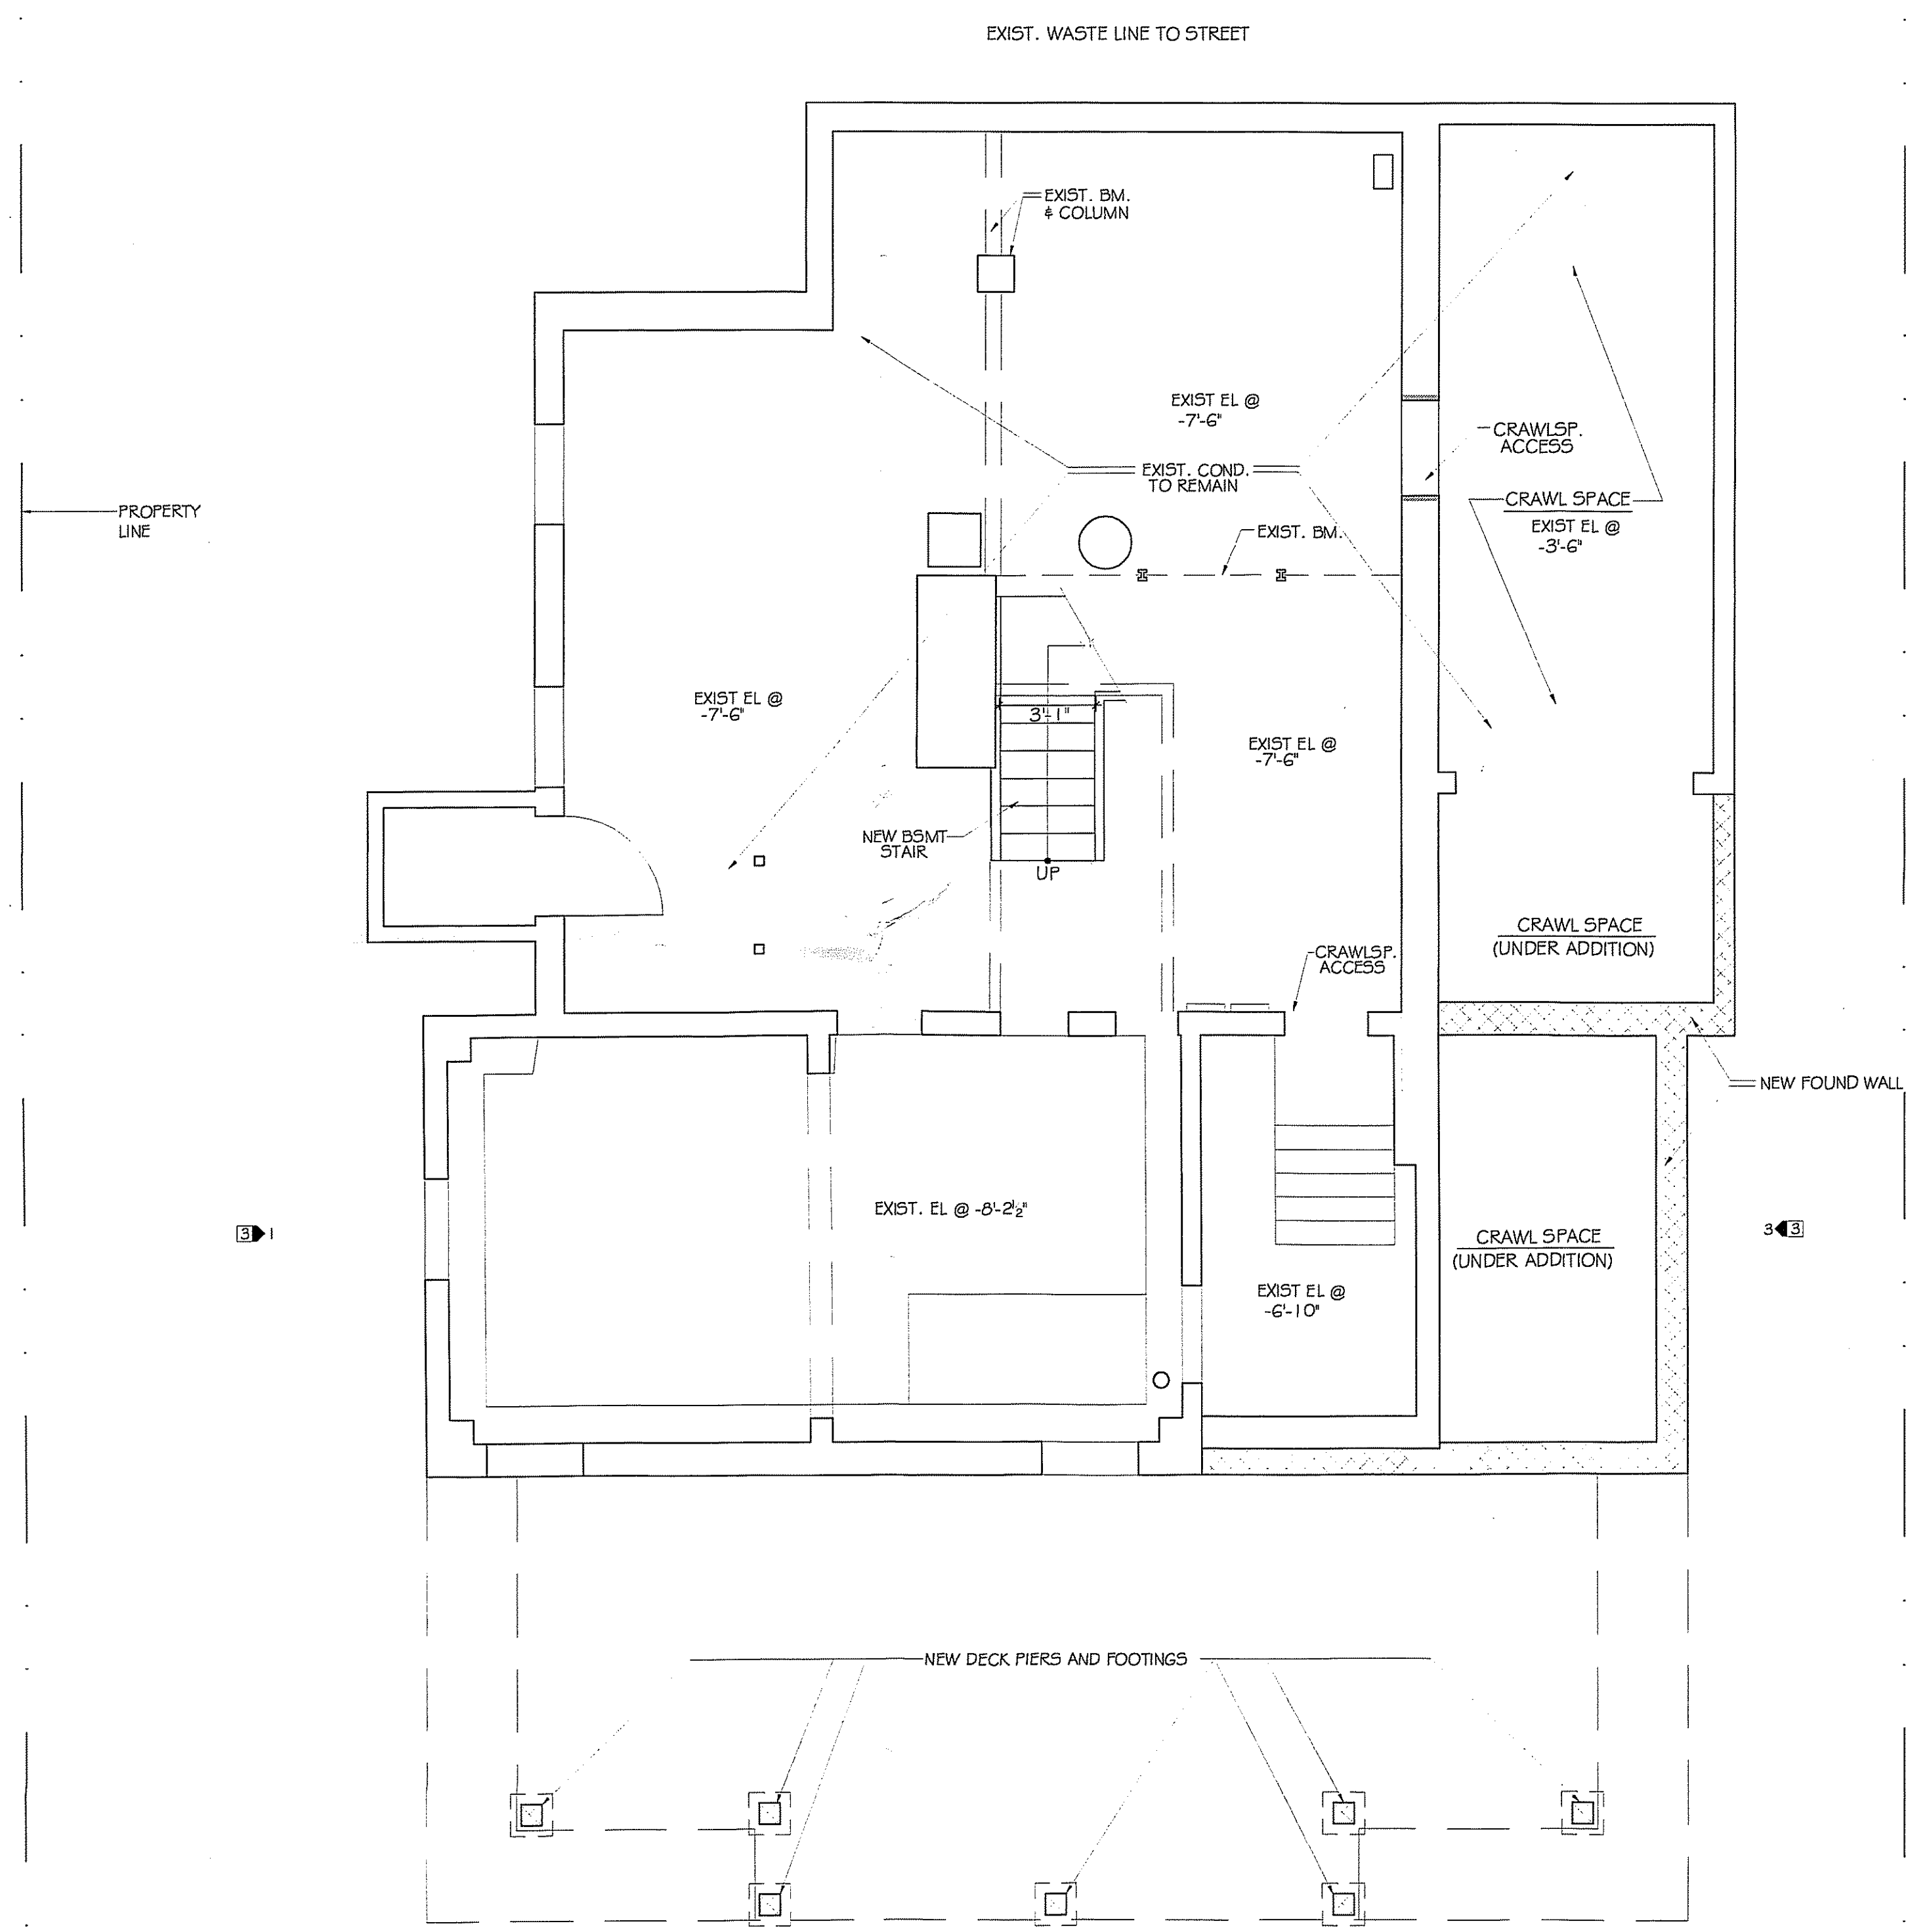 EXIST. WASTE LINE TO STREET
EXIST. BM.
& COLUMN
EXIST EL @
-7'-6"
CRAWLSP.
ACCESS
EXIST. COND.
TO REMAIN
CRAWL SPACE
EXIST EL @
-3'-6"
PROPERTY
LINE
EXIST. BM.
EXIST EL @
-7'-6"
3'-1"
EXIST EL @
-7'-6"
NEW BSMT
STAIR
UP
CRAWL SPACE
(UNDER ADDITION)
CRAWLSP.
ACCESS
NEW FOUND WALL
EXIST. EL @ -8'-2½"
3 1
3 3
CRAWL SPACE
(UNDER ADDITION)
EXIST EL @
-6'-10"
NEW DECK PIERS AND FOOTINGS